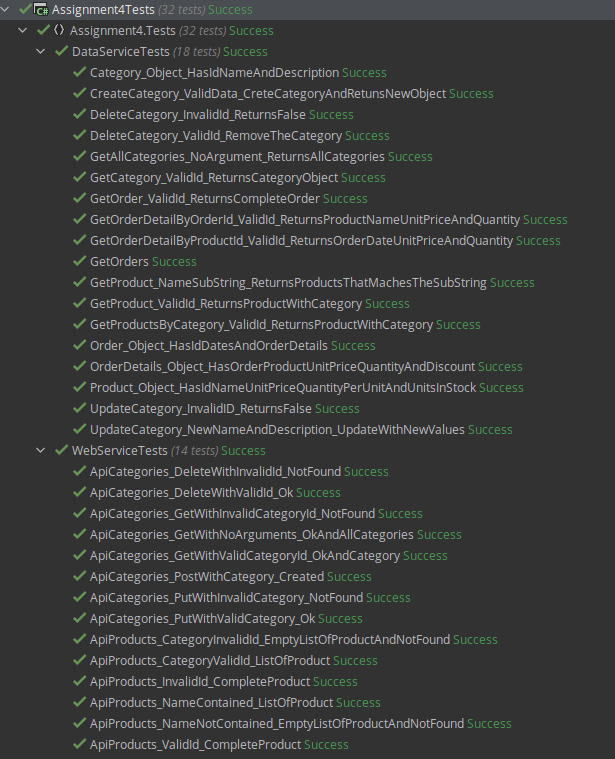 C# Assignment4Tests (32 tests) Success
{} Assignment4.Tests (32 tests) Success
DataServiceTests (18 tests) Success
Category_Object_HasIdNameAndDescription Success
CreateCategory_ValidData_CreteCategoryAndRetunsNewObject Success
DeleteCategory_InvalidId_ReturnsFalse Success
DeleteCategory_ValidId_RemoveTheCategory Success
GetAllCategories_NoArgument_ReturnsAllCategories Success
GetCategory_ValidId_ReturnsCategoryObject Success
GetOrder_ValidId_ReturnsCompleteOrder Success
GetOrderDetailByOrderId_ValidId_ReturnsProductNameUnitPriceAndQuantity Success
GetOrderDetailByProductId_ValidId_ReturnsOrderDateUnitPriceAndQuantity Success
GetOrders Success
GetProduct_NameSubString_ReturnsProductsThatMachesTheSubString Success
GetProduct_ValidId_ReturnsProductWithCategory Success
GetProductsByCategory_ValidId_ReturnsProductWithCategory Success
Order_Object_HasIdDatesAndOrderDetails Success
OrderDetails_Object_HasOrderProductUnitPriceQuantityAndDiscount Success
Product_Object_HasIdNameUnitPriceQuantityPerUnitAndUnitsInStock Success
UpdateCategory_InvalidID_ReturnsFalse Success
UpdateCategory_NewNameAndDescription_UpdateWithNewValues Success
WebServiceTests (14 tests) Success
ApiCategories_DeleteWithInvalidId_NotFound Success
ApiCategories_DeleteWithValidId_Ok Success
ApiCategories_GetWithInvalidCategoryId_NotFound Success
ApiCategories_GetWithNoArguments_OkAndAllCategories Success
ApiCategories_GetWithValidCategoryId_OkAndCategory Success
ApiCategories_PostWithCategory_Created Success
ApiCategories_PutWithInvalidCategory_NotFound Success
ApiCategories_PutWithValidCategory_Ok Success
ApiProducts_CategoryInvalidId_EmptyListOfProductAndNotFound Success
ApiProducts_CategoryValidId_ListOfProduct Success
ApiProducts_InvalidId_CompleteProduct Success
ApiProducts_NameContained_ListOfProduct Success
ApiProducts_NameNotContained_EmptyListOfProductAndNotFound Success
ApiProducts_ValidId_CompleteProduct Success